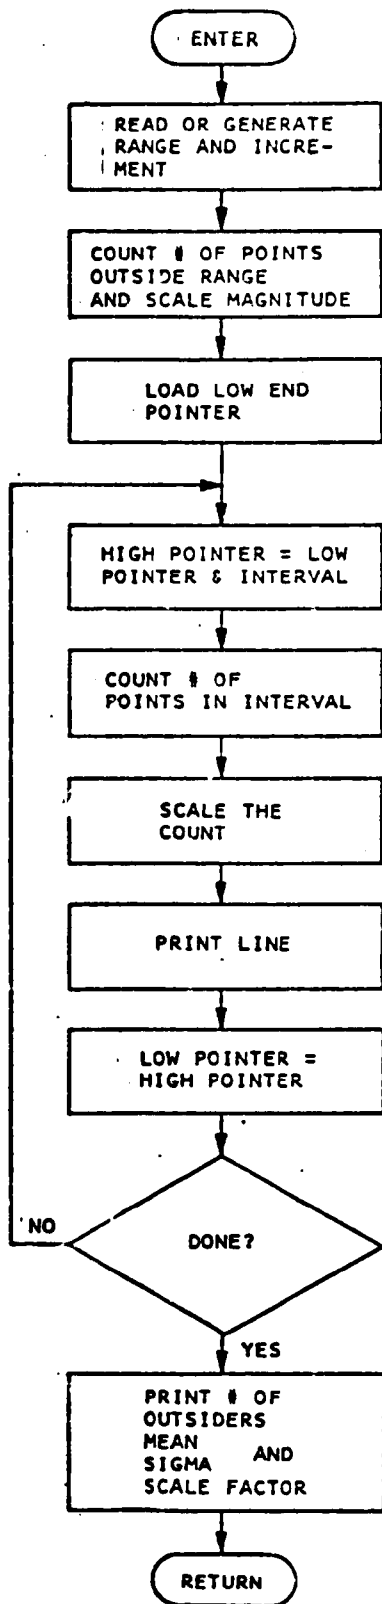 ENTER
READ OR GENERATE
RANGE AND INCRE-
MENT
COUNT # OF POINTS
OUTSIDE RANGE
AND SCALE MAGNITUDE
LOAD LOW END
POINTER
HIGH POINTER = LOW
POINTER & INTERVAL
COUNT # OF
POINTS IN INTERVAL
SCALE THE
COUNT
PRINT LINE
LOW POINTER =
HIGH POINTER
NO
DONE?
YES
PRINT # OF
OUTSIDERS
MEAN
SIGMA AND
SCALE FACTOR
RETURN